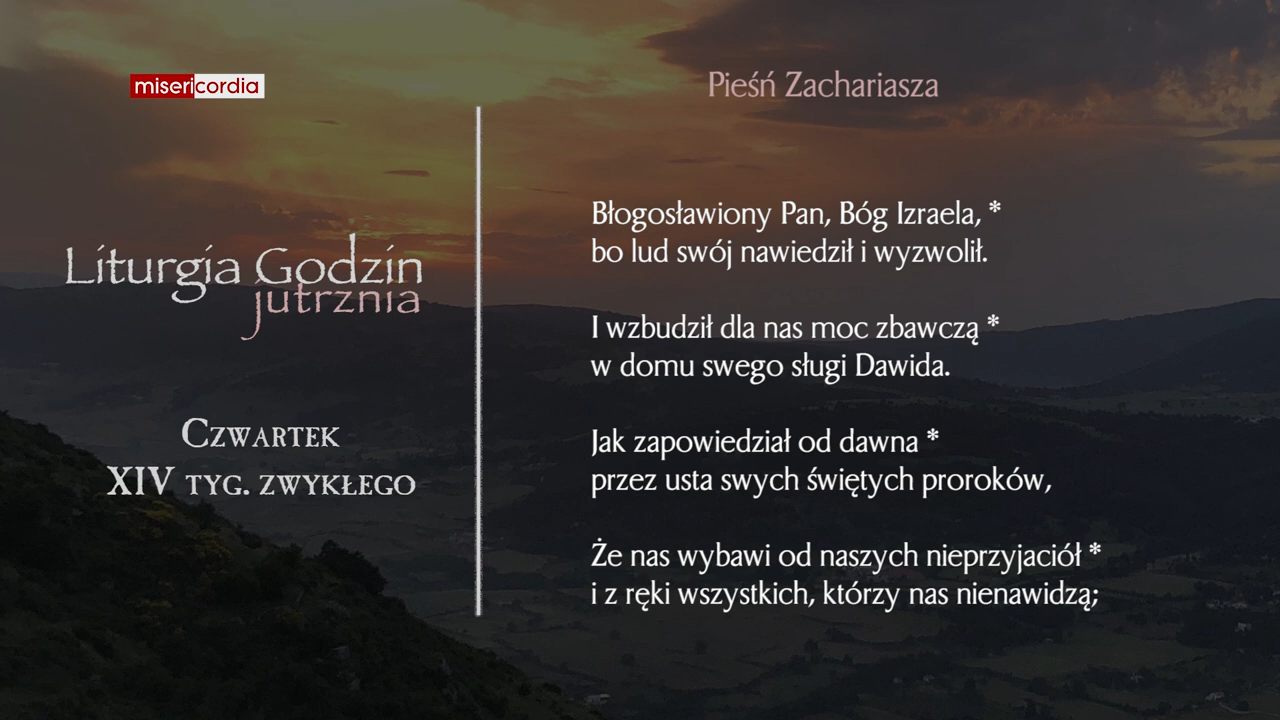 misericordia
Liturgia Godzin
jutrznia
Czwartek
XIV tyg. zwykłego
Pieśń Zachariasza
Błogosławiony Pan, Bóg Izraela, *
bo lud swój nawiedził i wyzwolił.
I wzbudził dla nas moc zbawczą *
w domu swego sługi Dawida.
Jak zapowiedział od dawna *
przez usta swych świętych proroków,
Że nas wybawi od naszych nieprzyjaciół *
i z ręki wszystkich, którzy nas nienawidzą;